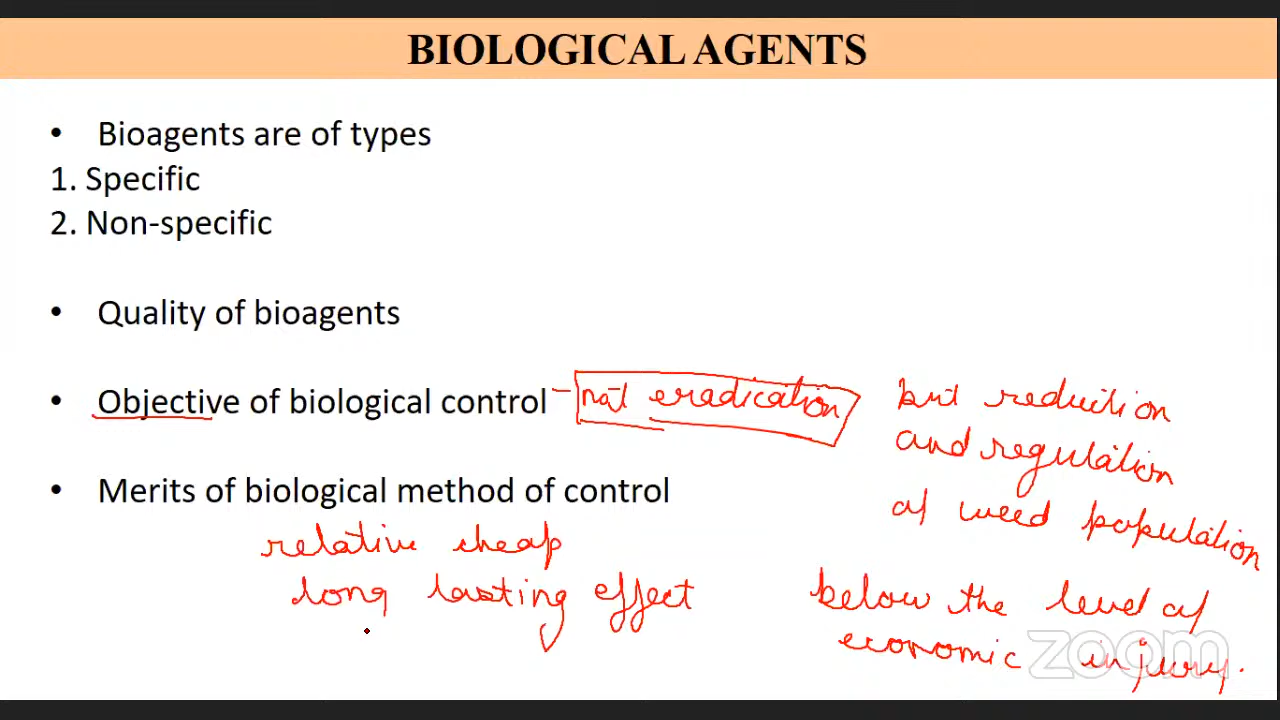 BIOLOGICAL AGENTS
• Bioagents are of types
1. Specific
2. Non-specific
• Quality of bioagents
• Objective of biological control - not eradication but reduction
and regulation
of weed population
below the level of
economic injury.
• Merits of biological method of control
relative cheap
long lasting effect
zoom